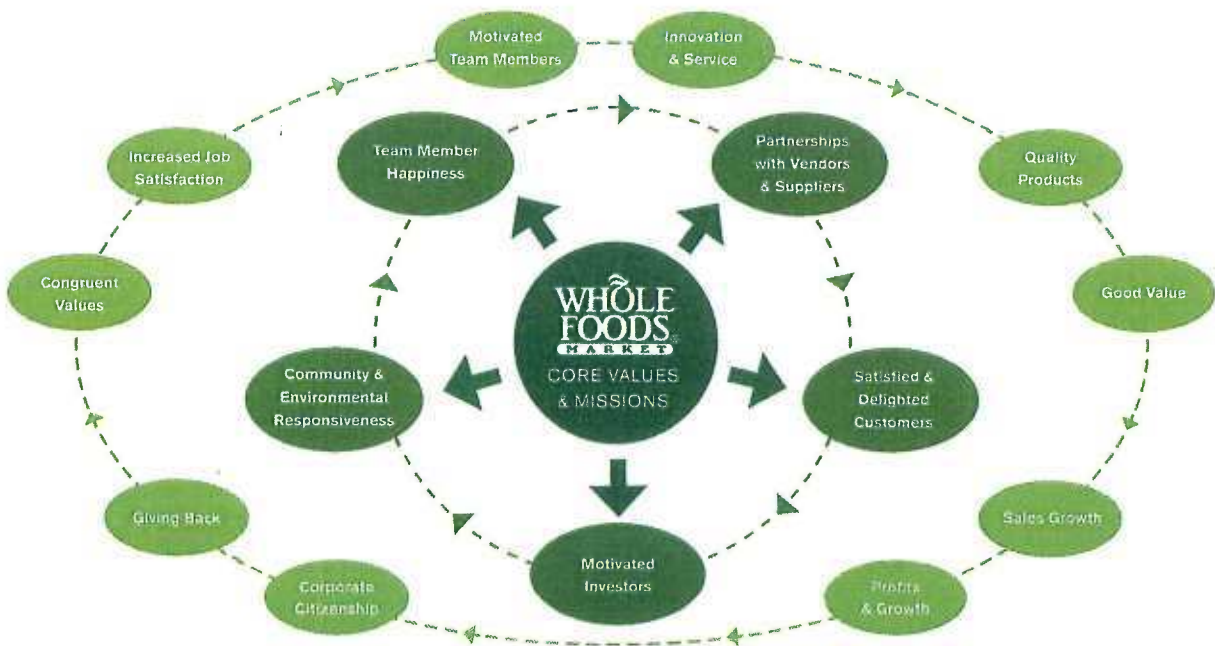 Motivated
Team Members
Innovation
& Service
Increased Job
Satisfaction
Team Member
Happiness
Partnerships
with Vendors
& Suppliers
Quality
Products
Congruent
Values
WHOLE
FOODS
MARKET
CORE VALUES
& MISSIONS
Good Value
Community &
Environmental
Responsiveness
Satisfied &
Delighted
Customers
Giving Back
Sales Growth
Motivated
Investors
Corporate
Citizenship
Profits
& Growth